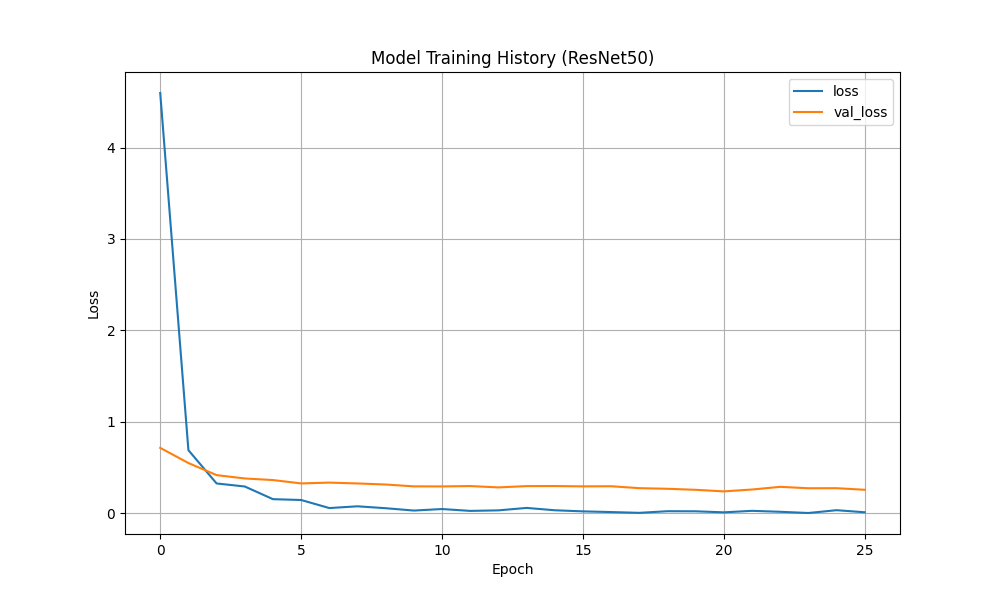 Model Training History (ResNet50)
loss
val_loss
4
3
2
1
0
Loss
0 5 10 15 20 25
Epoch